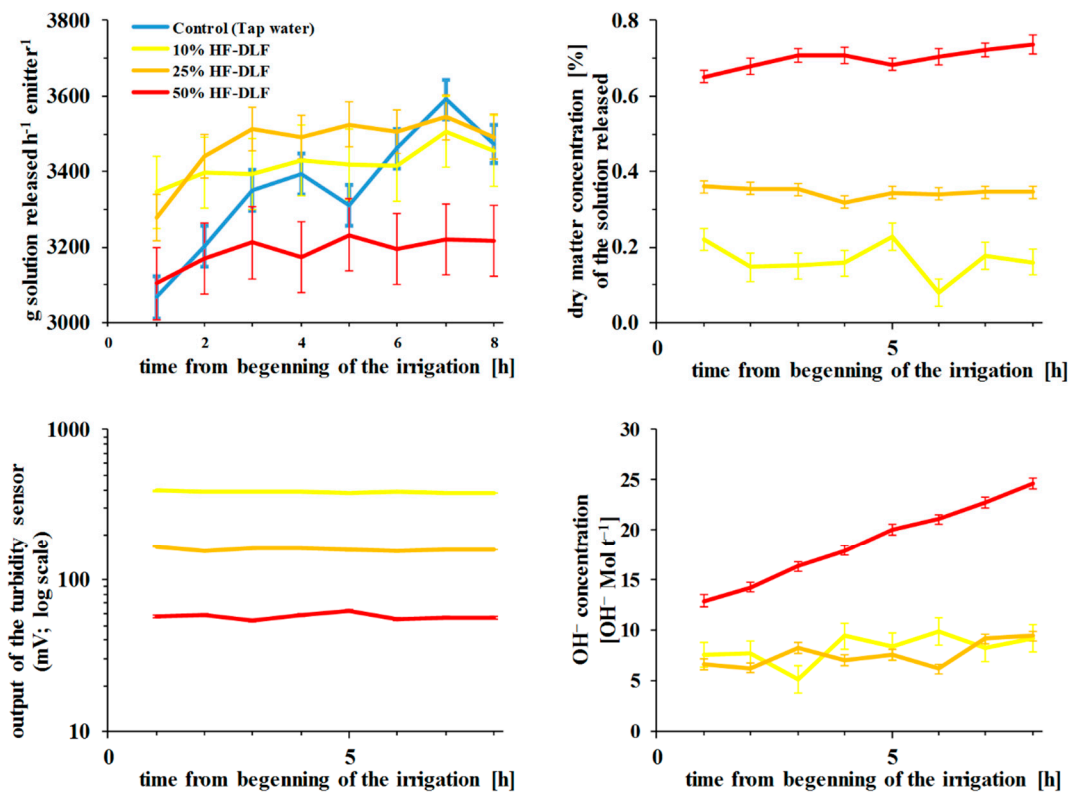 g solution released h⁻¹ emitter¹
3800
3600
3400
3200
3000
Control (Tap water)
10% HF-DLF
25% HF-DLF
50% HF-DLF
0
2
4
6
8
time from begenning of the irrigation [h]
dry matter concentration [%]
of the solution released
0.8
0.6
0.4
0.2
0.0
0
5
time from begenning of the irrigation [h]
output of the turbidity sensor
(mV; log scale)
1000
100
10
0
5
time from begenning of the irrigation [h]
OH⁻ concentration
[OH⁻ Mol t⁻¹]
30
25
20
15
10
5
0
0
5
time from begenning of the irrigation [h]